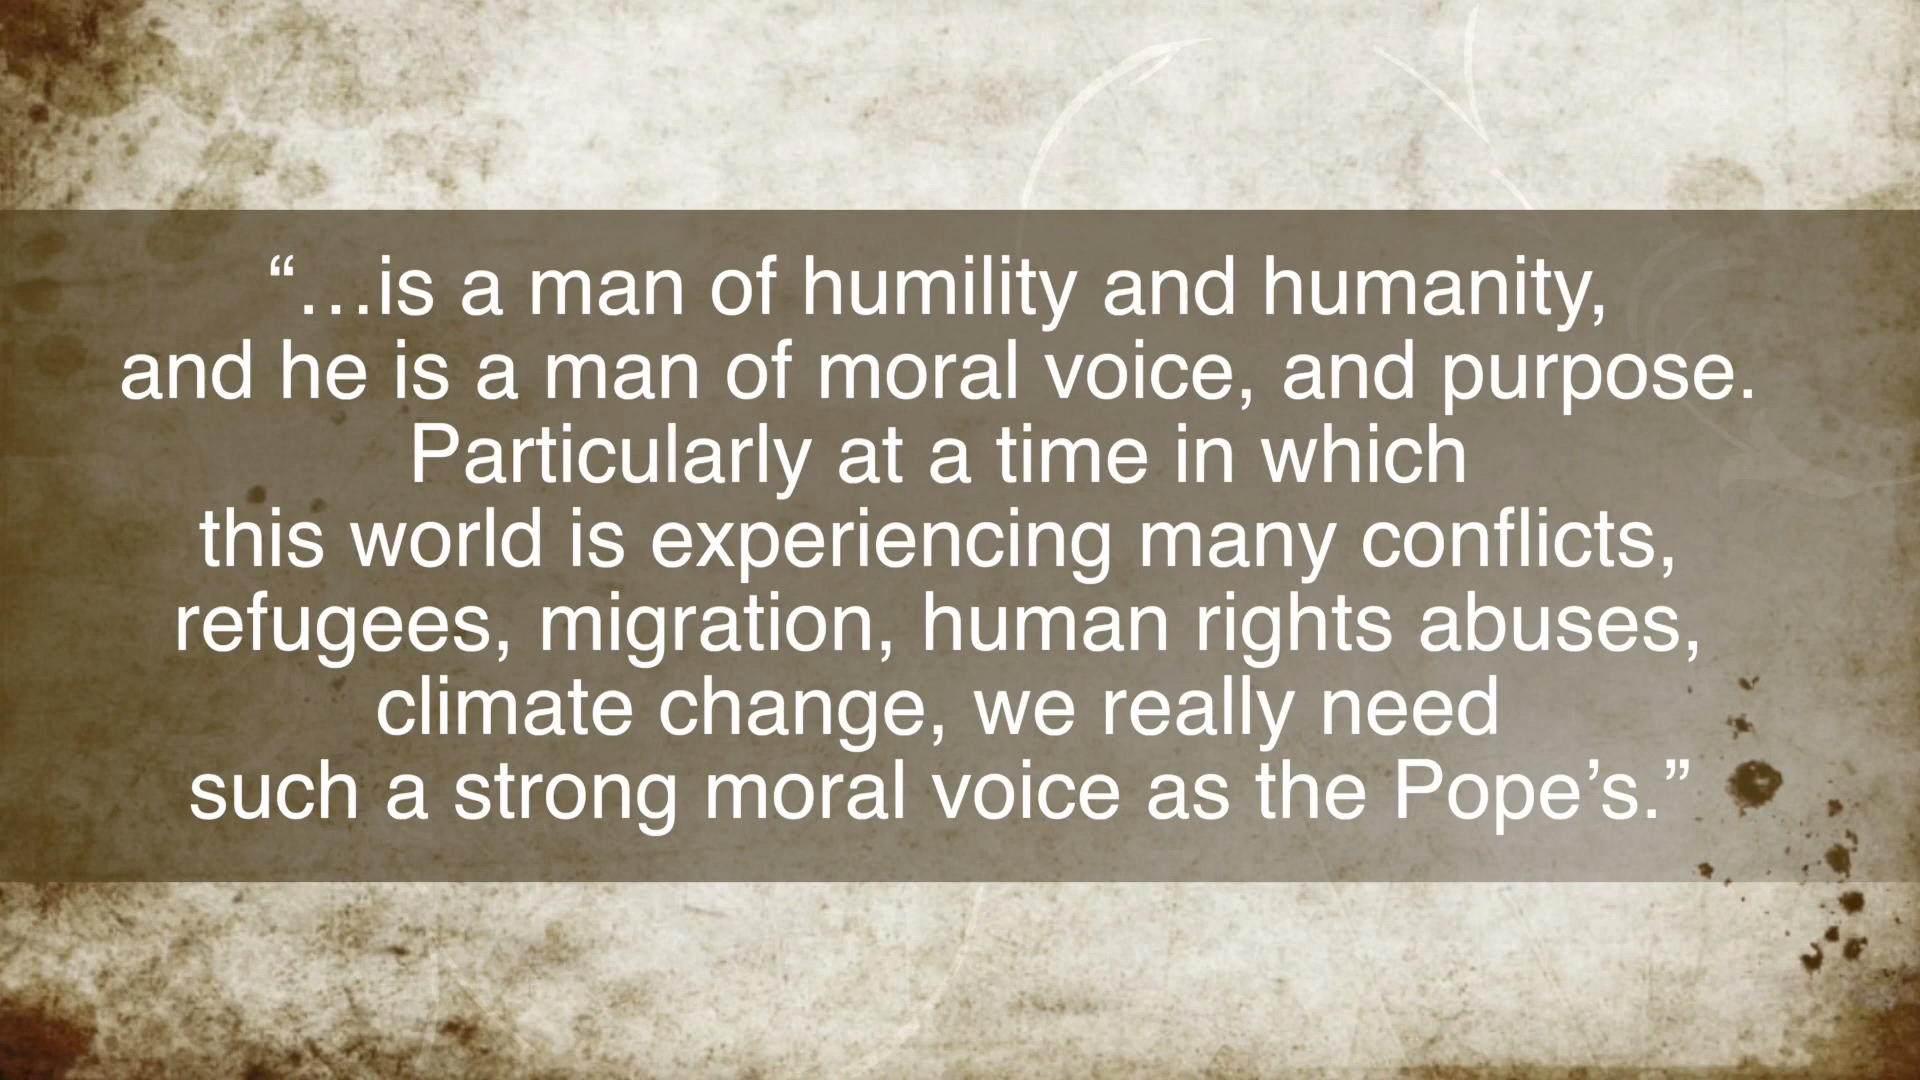 “…is a man of humility and humanity,
and he is a man of moral voice, and purpose.
Particularly at a time in which
this world is experiencing many conflicts,
refugees, migration, human rights abuses,
climate change, we really need
such a strong moral voice as the Pope’s.”